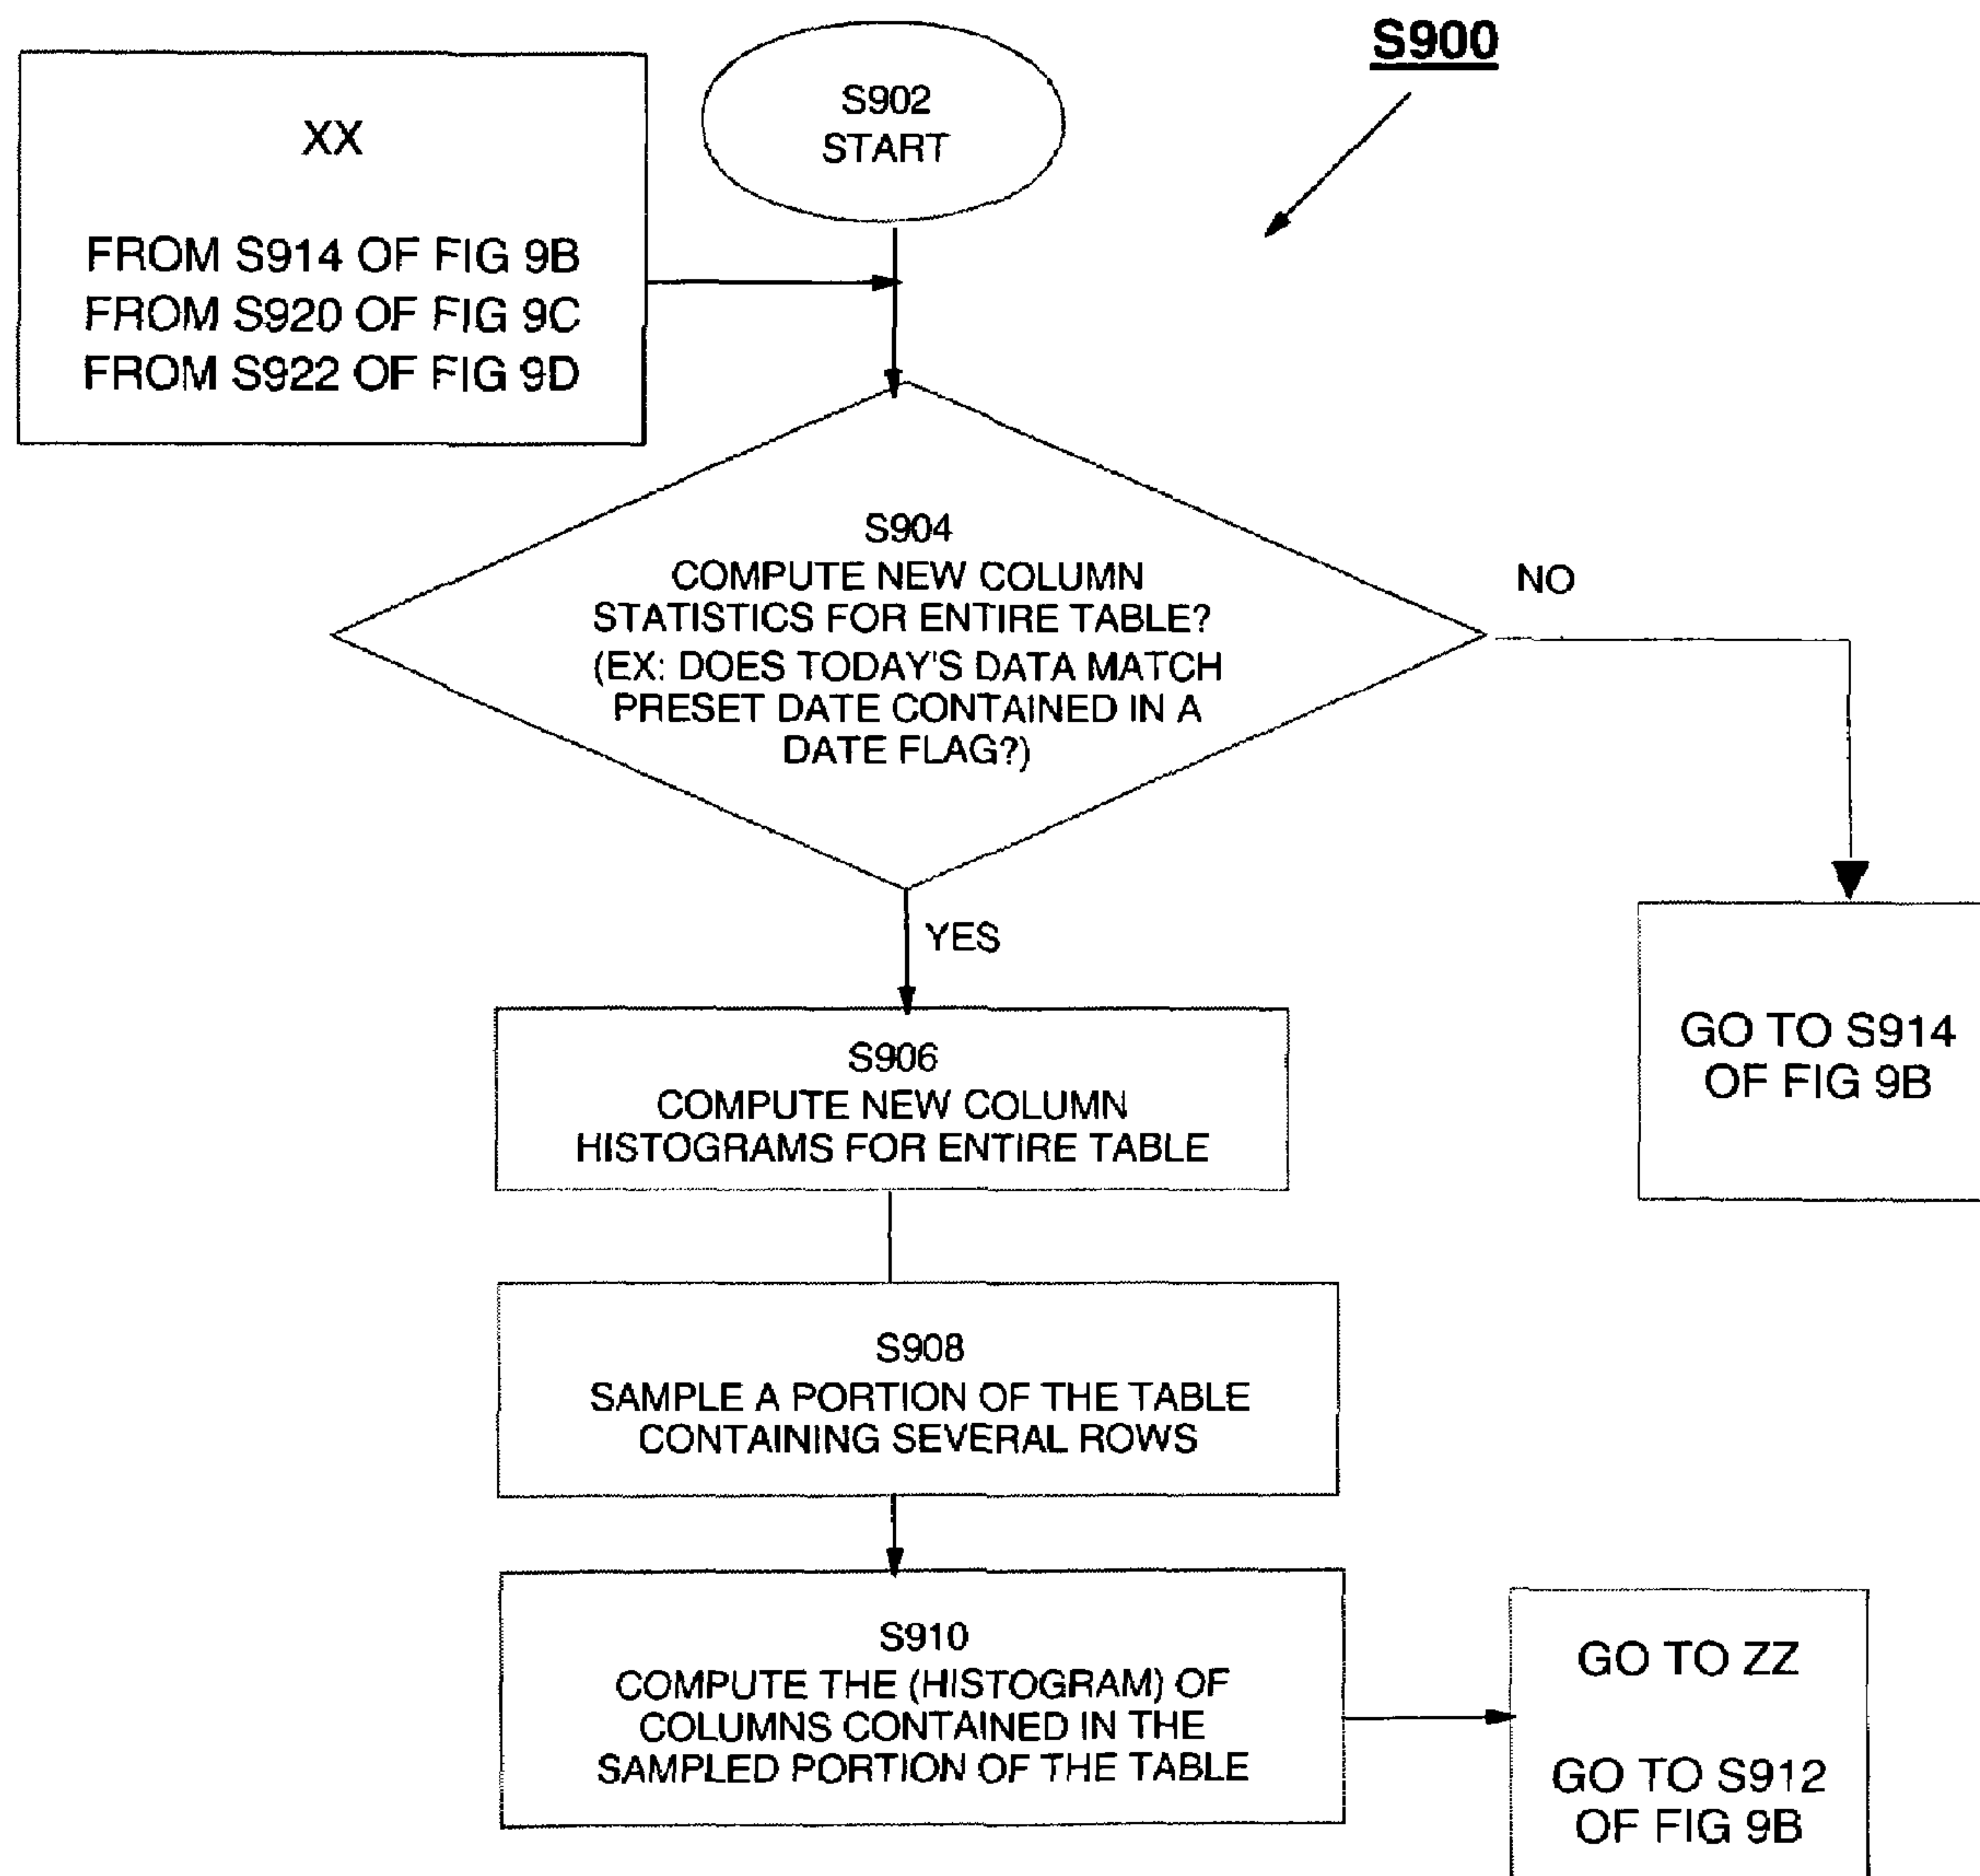 S900
XX
FROM S914 OF FIG 9B
FROM S920 OF FIG 9C
FROM S922 OF FIG 9D
S902
START
S904
COMPUTE NEW COLUMN
STATISTICS FOR ENTIRE TABLE?
(EX: DOES TODAY'S DATA MATCH
PRESET DATE CONTAINED IN A
DATE FLAG?)
NO
GO TO S914
OF FIG 9B
YES
S906
COMPUTE NEW COLUMN
HISTOGRAMS FOR ENTIRE TABLE
S908
SAMPLE A PORTION OF THE TABLE
CONTAINING SEVERAL ROWS
S910
COMPUTE THE (HISTOGRAM) OF
COLUMNS CONTAINED IN THE
SAMPLED PORTION OF THE TABLE
GO TO ZZ
GO TO S912
OF FIG 9B